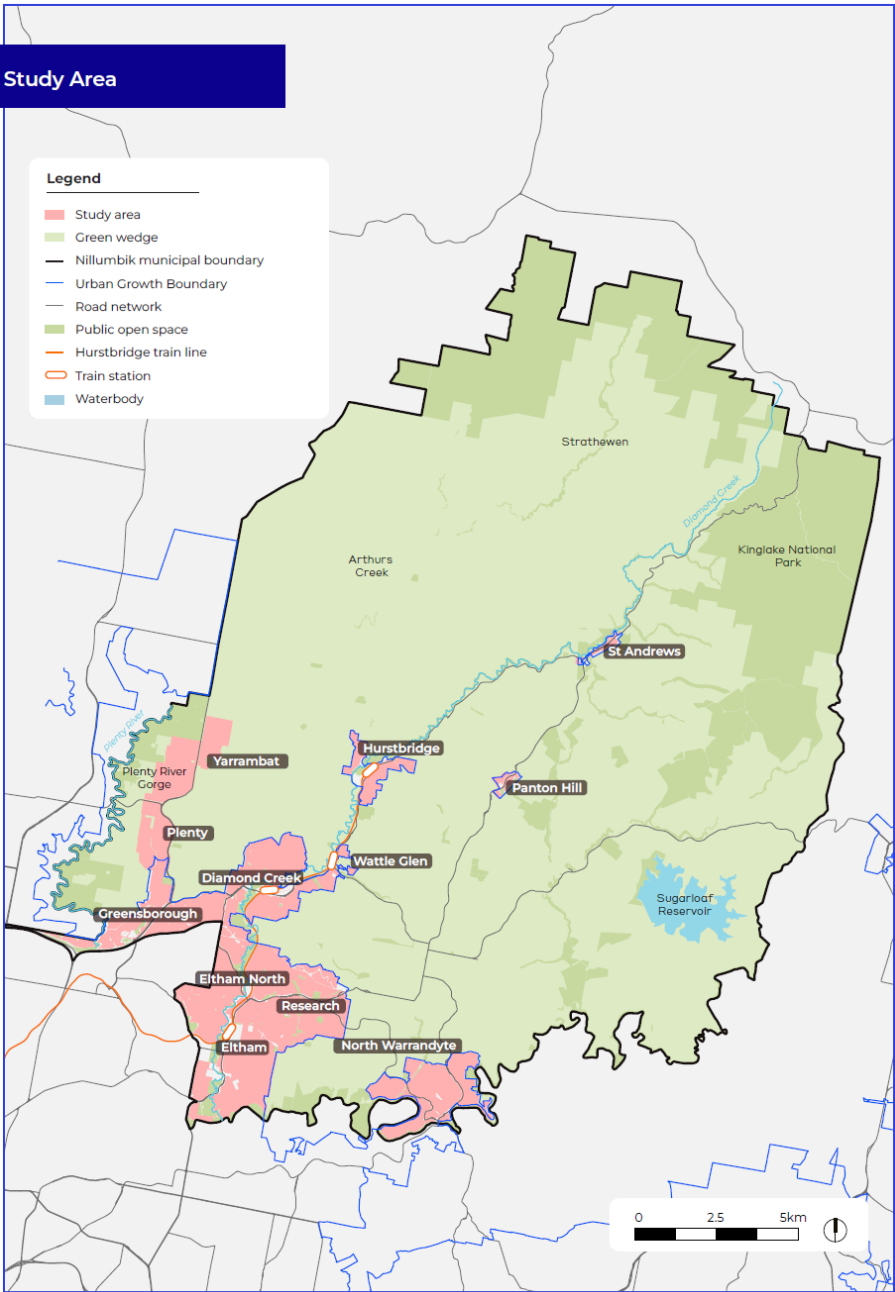 Study Area
Legend
Study area
Green wedge
Nillumbik municipal boundary
Urban Growth Boundary
Road network
Public open space
Hurstbridge train line
Train station
Waterbody
Strathewen
Diamond Creek
Kinglake National
Park
Arthurs
Creek
St Andrews
Plenty River
Hurstbridge
Yarrambat
Plenty River
Gorge
Panton Hill
Plenty
Wattle Glen
Diamond Creek
Sugarloaf
Reservoir
Greensborough
Eltham North
Research
Eltham
North Warrandyte
0 2.5 5km